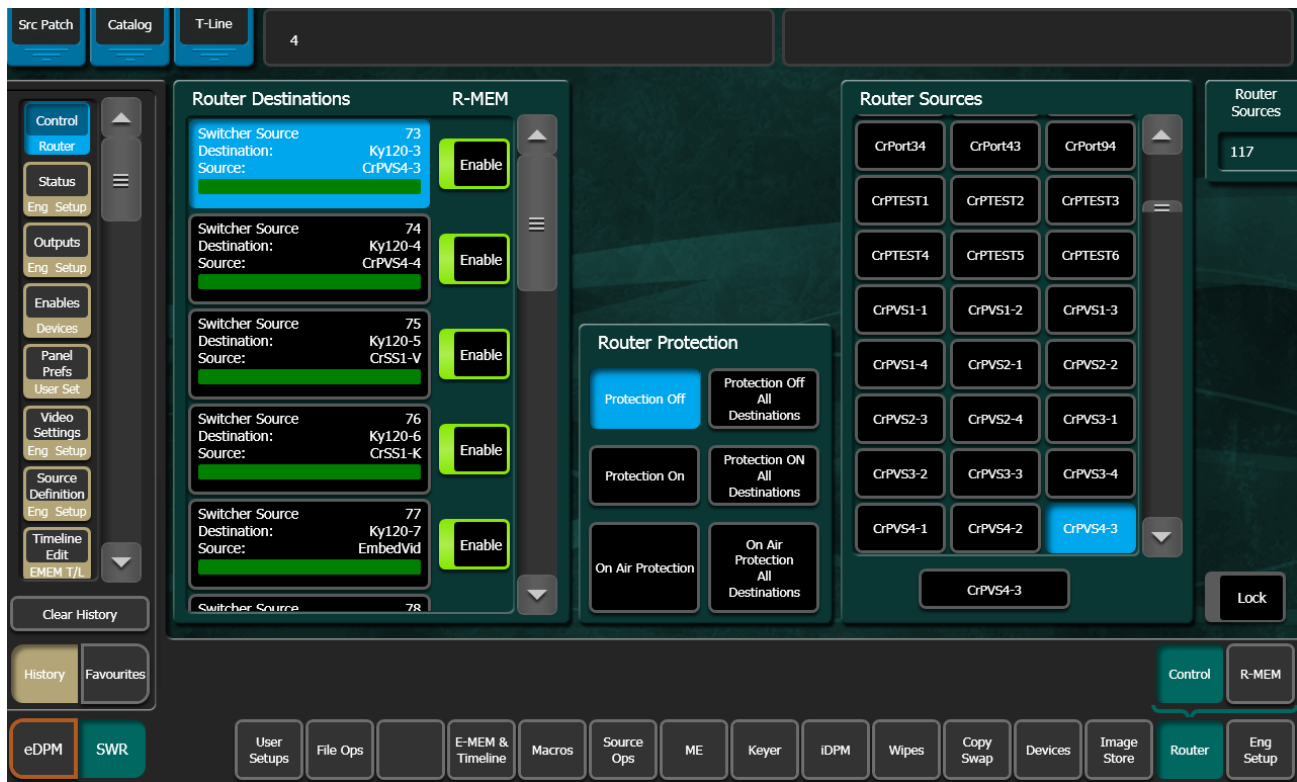 Src Patch
Catalog
T-Line
4
Control
Router
Status
Eng Setup
Outputs
Eng Setup
Enables
Devices
Panel
Prefs
User Set
Video
Settings
Eng Setup
Source
Definition
Eng Setup
Timeline
Edit
EMEM T/L
Clear History
History
Favourites
Router Destinations
R-MEM
Switcher Source 73
Destination: Ky120-3
Source: CrPVS4-3
Enable
Switcher Source 74
Destination: Ky120-4
Source: CrPVS4-4
Enable
Switcher Source 75
Destination: Ky120-5
Source: CrSS1-V
Enable
Switcher Source 76
Destination: Ky120-6
Source: CrSS1-K
Enable
Switcher Source 77
Destination: Ky120-7
Source: EmbedVid
Enable
Switcher Source 78
Router Protection
Protection Off
Protection Off
All
Destinations
Protection On
Protection ON
All
Destinations
On Air Protection
On Air
Protection
All
Destinations
Router Sources
CrPort34 CrPort43 CrPort94
CrPTEST1 CrPTEST2 CrPTEST3
CrPTEST4 CrPTEST5 CrPTEST6
CrPVS1-1 CrPVS1-2 CrPVS1-3
CrPVS1-4 CrPVS2-1 CrPVS2-2
CrPVS2-3 CrPVS2-4 CrPVS3-1
CrPVS3-2 CrPVS3-3 CrPVS3-4
CrPVS4-1 CrPVS4-2 CrPVS4-3
CrPVS4-3
Router
Sources
117
Lock
Control
R-MEM
eDPM
SWR
User
Setups
File Ops
E-MEM &
Timeline
Macros
Source
Ops
ME
Keyer
iDPM
Wipes
Copy
Swap
Devices
Image
Store
Router
Eng
Setup